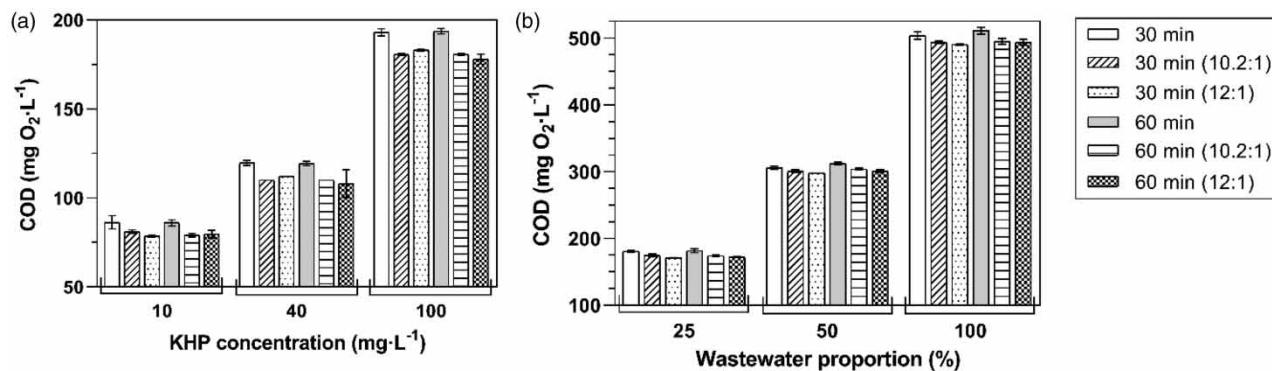 (a)
200
150
100
50
COD (mg O₂·L⁻¹)
10 40 100
KHP concentration (mg·L⁻¹)
(b)
500
400
300
200
100
COD (mg O₂·L⁻¹)
25 50 100
Wastewater proportion (%)
30 min
30 min (10.2:1)
30 min (12:1)
60 min
60 min (10.2:1)
60 min (12:1)